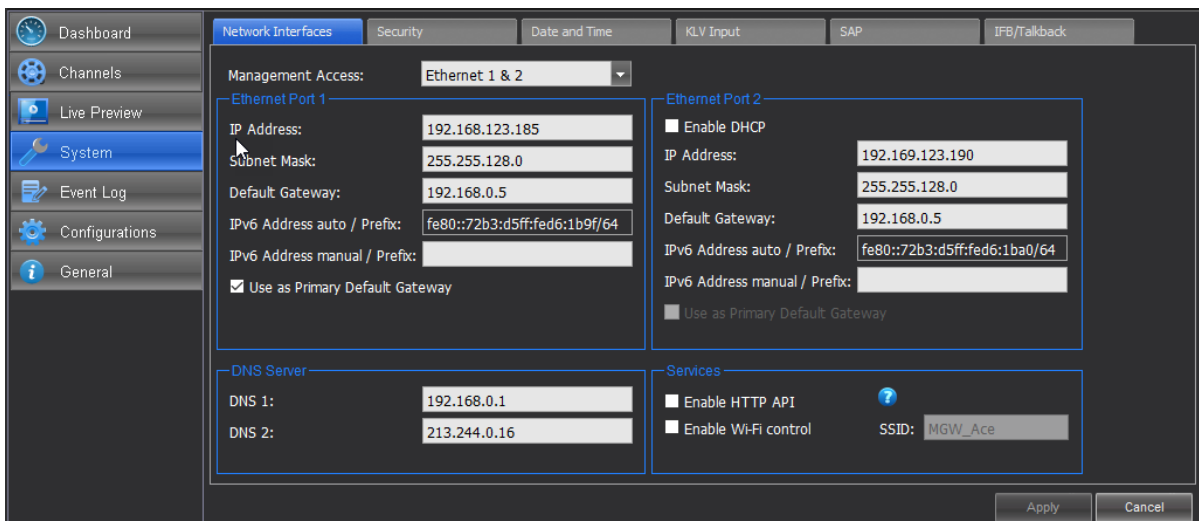 Dashboard
Channels
Live Preview
System
Event Log
Configurations
General
Network Interfaces Security Date and Time KLV Input SAP IFB/Talkback
Management Access: Ethernet 1 & 2
Ethernet Port 1
IP Address: 192.168.123.185
Subnet Mask: 255.255.128.0
Default Gateway: 192.168.0.5
IPv6 Address auto / Prefix: fe80::72b3:d5ff:fed6:1b9f/64
IPv6 Address manual / Prefix:
Use as Primary Default Gateway
Ethernet Port 2
Enable DHCP
IP Address: 192.169.123.190
Subnet Mask: 255.255.128.0
Default Gateway: 192.168.0.5
IPv6 Address auto / Prefix: fe80::72b3:d5ff:fed6:1ba0/64
IPv6 Address manual / Prefix:
Use as Primary Default Gateway
DNS Server
DNS 1: 192.168.0.1
DNS 2: 213.244.0.16
Services
Enable HTTP API ?
Enable Wi-Fi control SSID: MGW_Ace
Apply Cancel